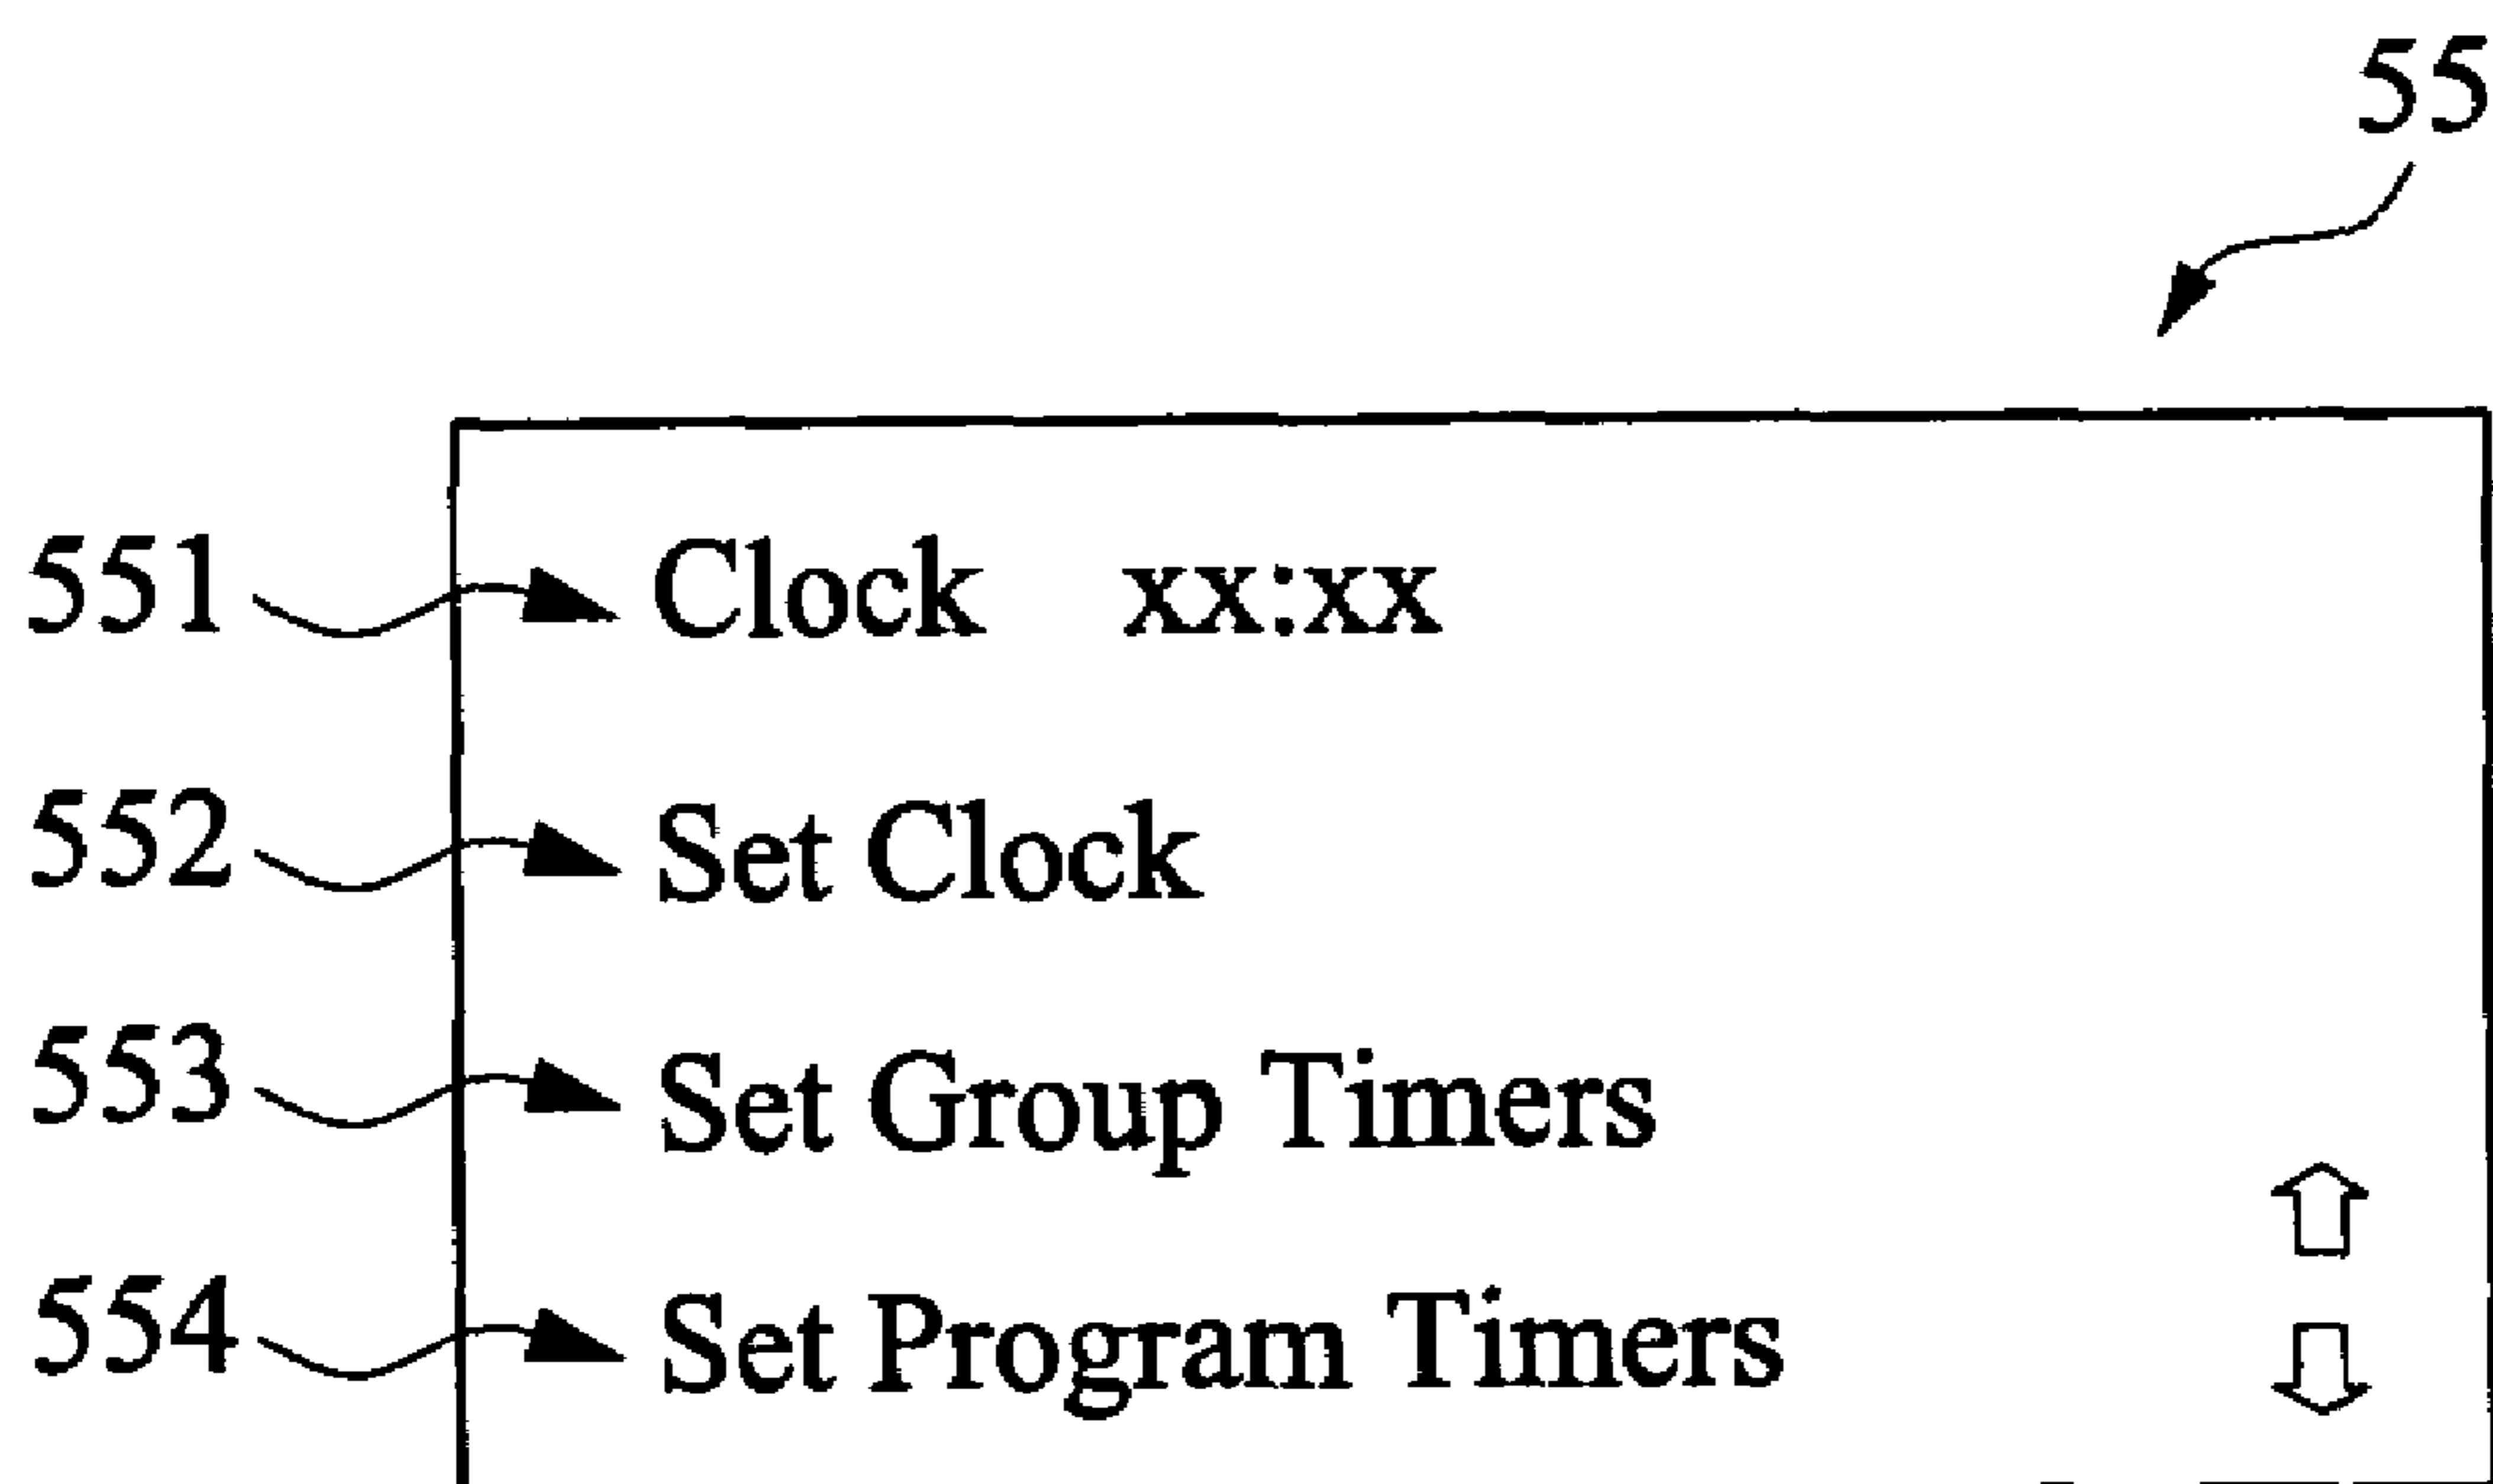 55
551 Clock xx:xx
552 Set Clock
553 Set Group Timers
554 Set Program Timers